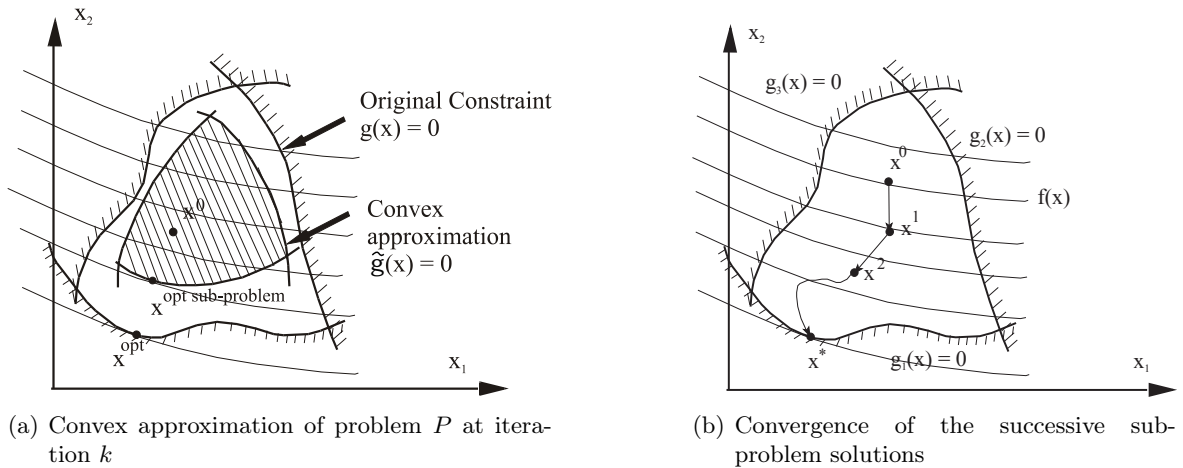 x₂
Original Constraint
g(x) = 0
x⁰
Convex
approximation
g̃(x) = 0
x opt sub-problem
x opt
x₁
(a) Convex approximation of problem P at itera-
tion k
x₂
g₃(x) = 0
g₂(x) = 0
x⁰
f(x)
x¹
x²
x*
g₁(x) = 0
x₁
(b) Convergence of the successive sub-
problem solutions